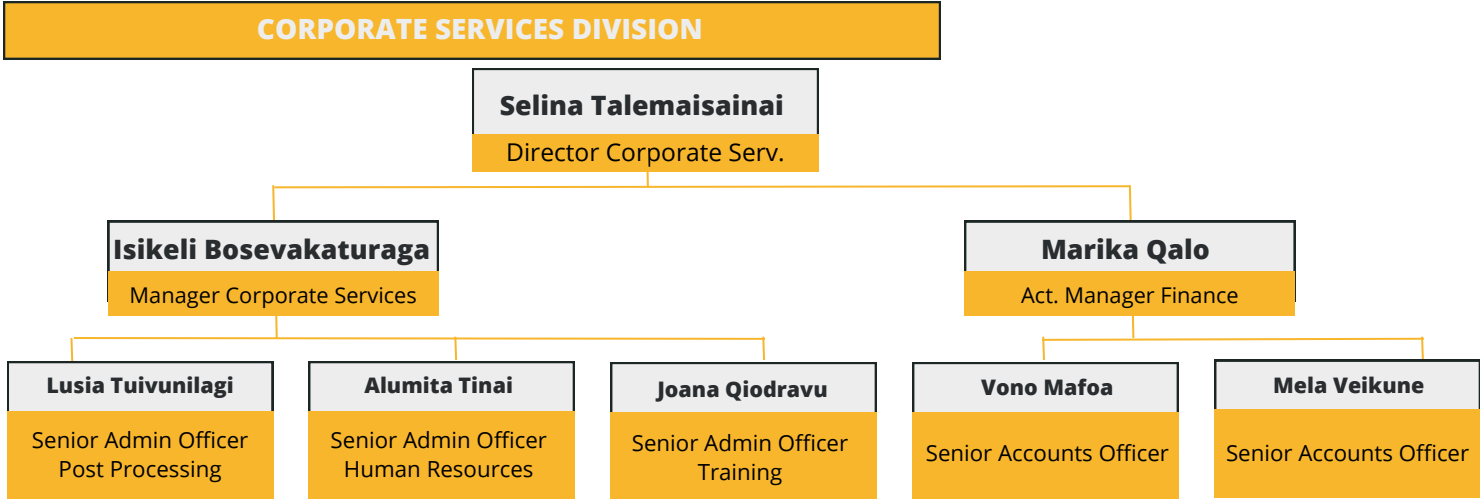 CORPORATE SERVICES DIVISION
Selina Talemaisainai
Director Corporate Serv.
Isikeli Bosevakaturaga
Manager Corporate Services
Marika Qalo
Act. Manager Finance
Lusia Tuivunilagi
Senior Admin Officer
Post Processing
Alumita Tinai
Senior Admin Officer
Human Resources
Joana Qiodravu
Senior Admin Officer
Training
Vono Mafoa
Senior Accounts Officer
Mela Veikune
Senior Accounts Officer